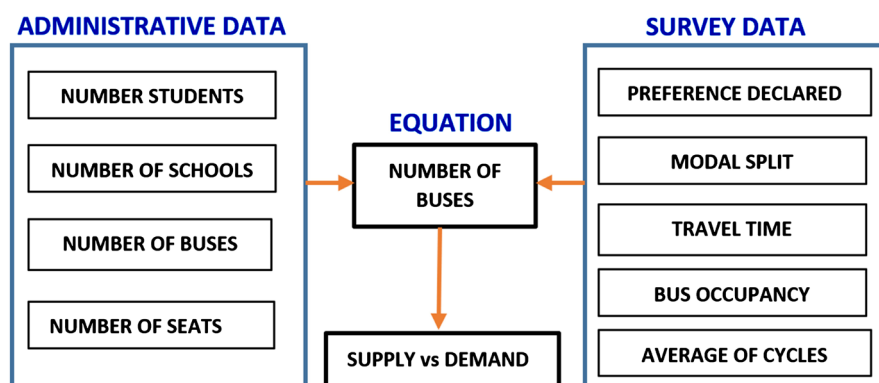 ADMINISTRATIVE DATA
NUMBER STUDENTS
NUMBER OF SCHOOLS
NUMBER OF BUSES
NUMBER OF SEATS
EQUATION
NUMBER OF
BUSES
SUPPLY vs DEMAND
SURVEY DATA
PREFERENCE DECLARED
MODAL SPLIT
TRAVEL TIME
BUS OCCUPANCY
AVERAGE OF CYCLES